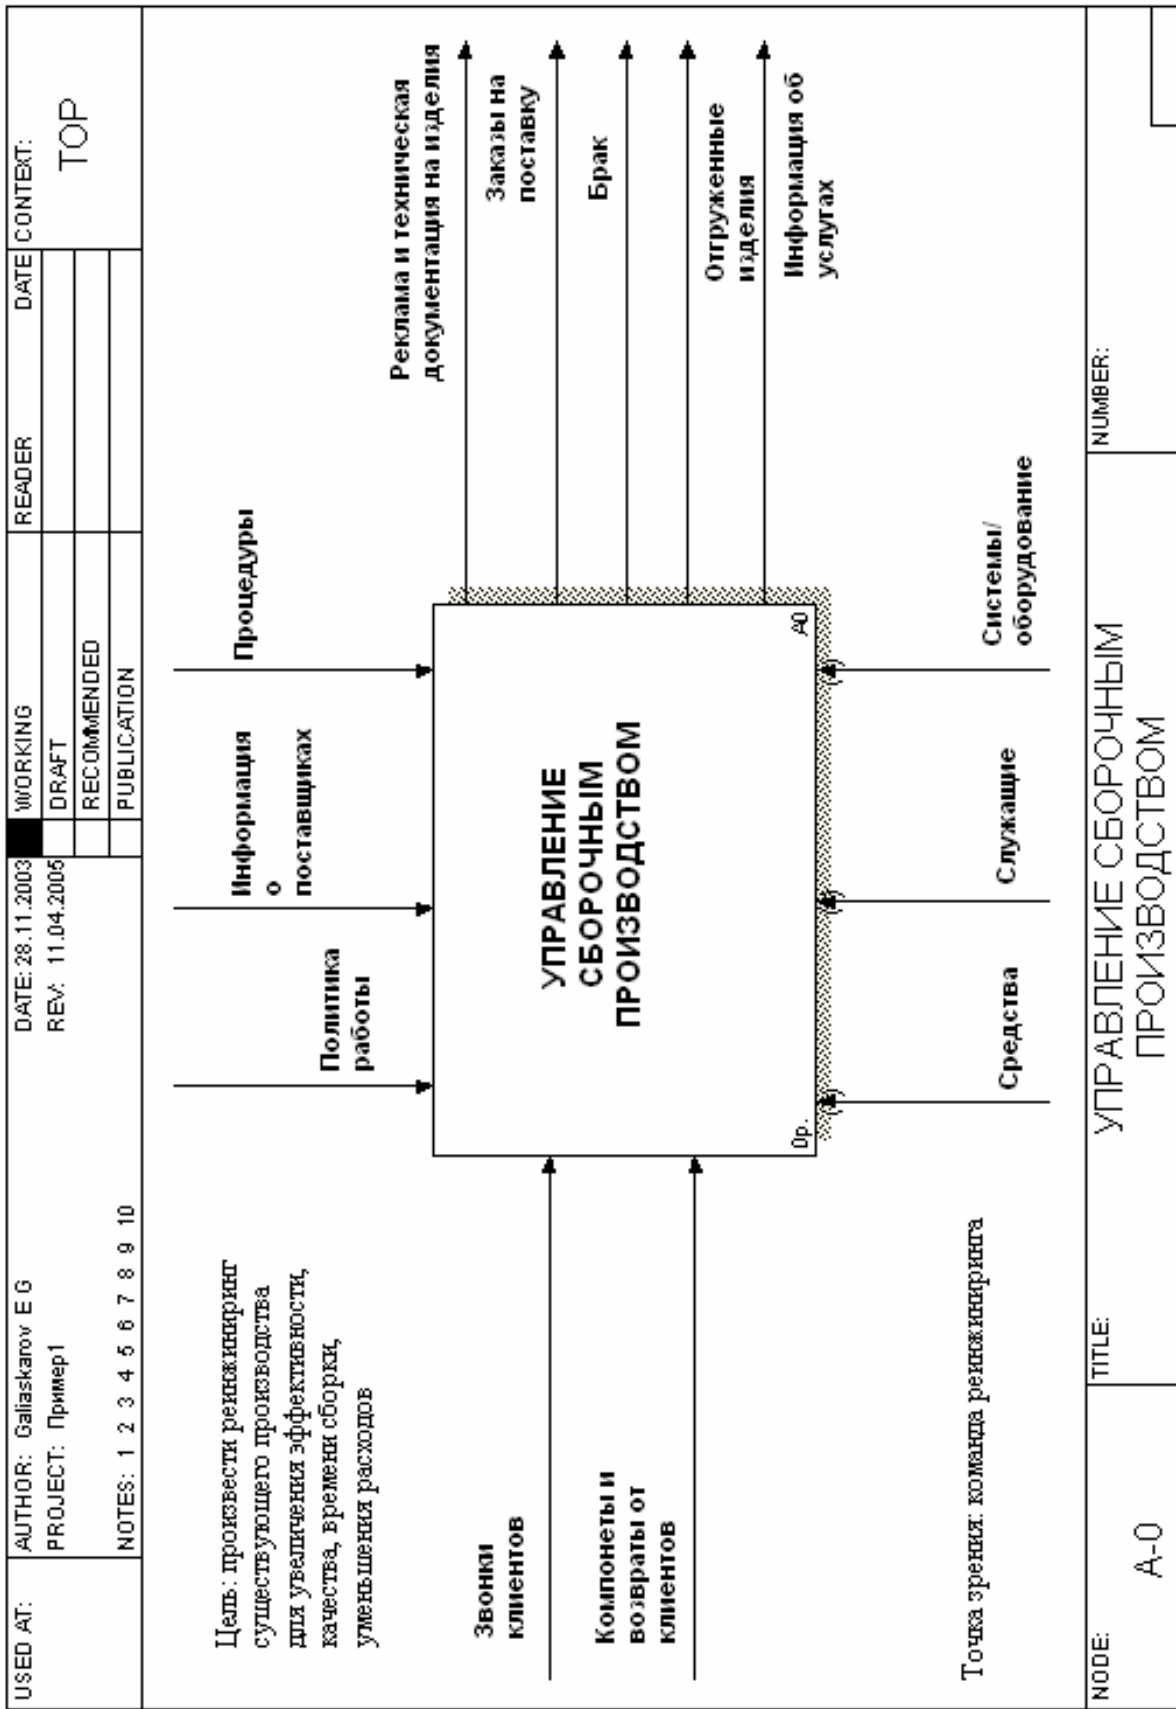 USED AT:
AUTHOR: Galiaskarov E G
DATE: 28.11.2003
WORKING
READER
DATE
CONTEXT:
PROJECT: Пример1
REV: 11.04.2005
DRAFT
TOP
RECOMMENDED
NOTES: 1 2 3 4 5 6 7 8 9 10
PUBLICATION
Цель: произвести реинжиниринг
существующего производства
для увеличения эффективности,
качества, времени сборки,
уменьшения расходов
Политика
работы
Информация
о
поставщиках
Процедуры
Реклама и техническая
документация на изделия
Заказы на
поставку
Брак
Отгруженные
изделия
Информация об
услугах
Звонки
клиентов
Компонеты и
возвраты от
клиентов
УПРАВЛЕНИЕ
СБОРОЧНЫМ
ПРОИЗВОДСТВОМ
0р.
A0
Средства
Служащие
Системы/
оборудование
Точка зрения: команда реинжиниринга
NODE:
A-0
TITLE:
УПРАВЛЕНИЕ СБОРОЧНЫМ
ПРОИЗВОДСТВОМ
NUMBER: